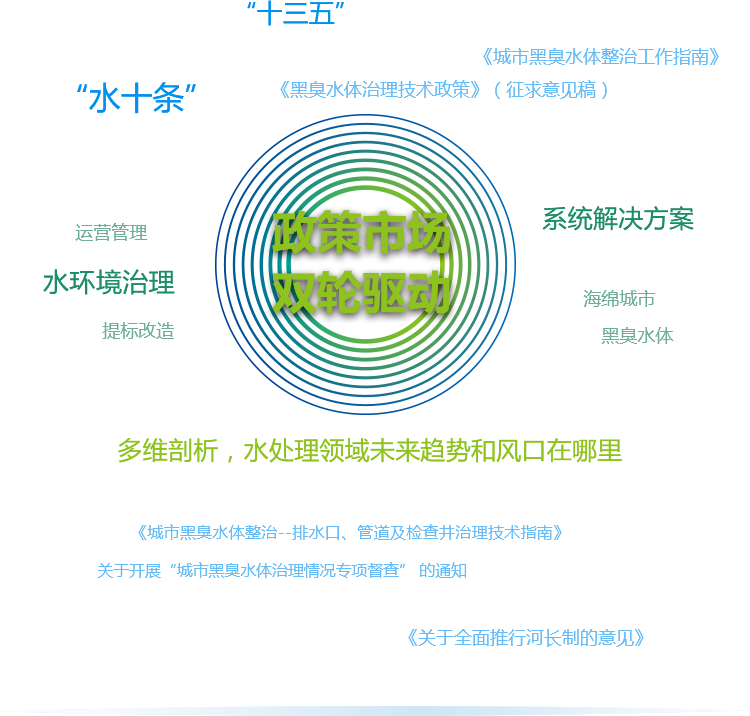 “十三五”
《城市黑臭水体整治工作指南》
“水十条”
《黑臭水体治理技术政策》（征求意见稿）
系统解决方案
运营管理
政策市场
双轮驱动
水环境治理
海绵城市
提标改造
黑臭水体
多维剖析，水处理领域未来趋势和风口在哪里
《城市黑臭水体整治--排水口、管道及检查井治理技术指南》
关于开展“城市黑臭水体治理情况专项督查” 的通知
《关于全面推行河长制的意见》